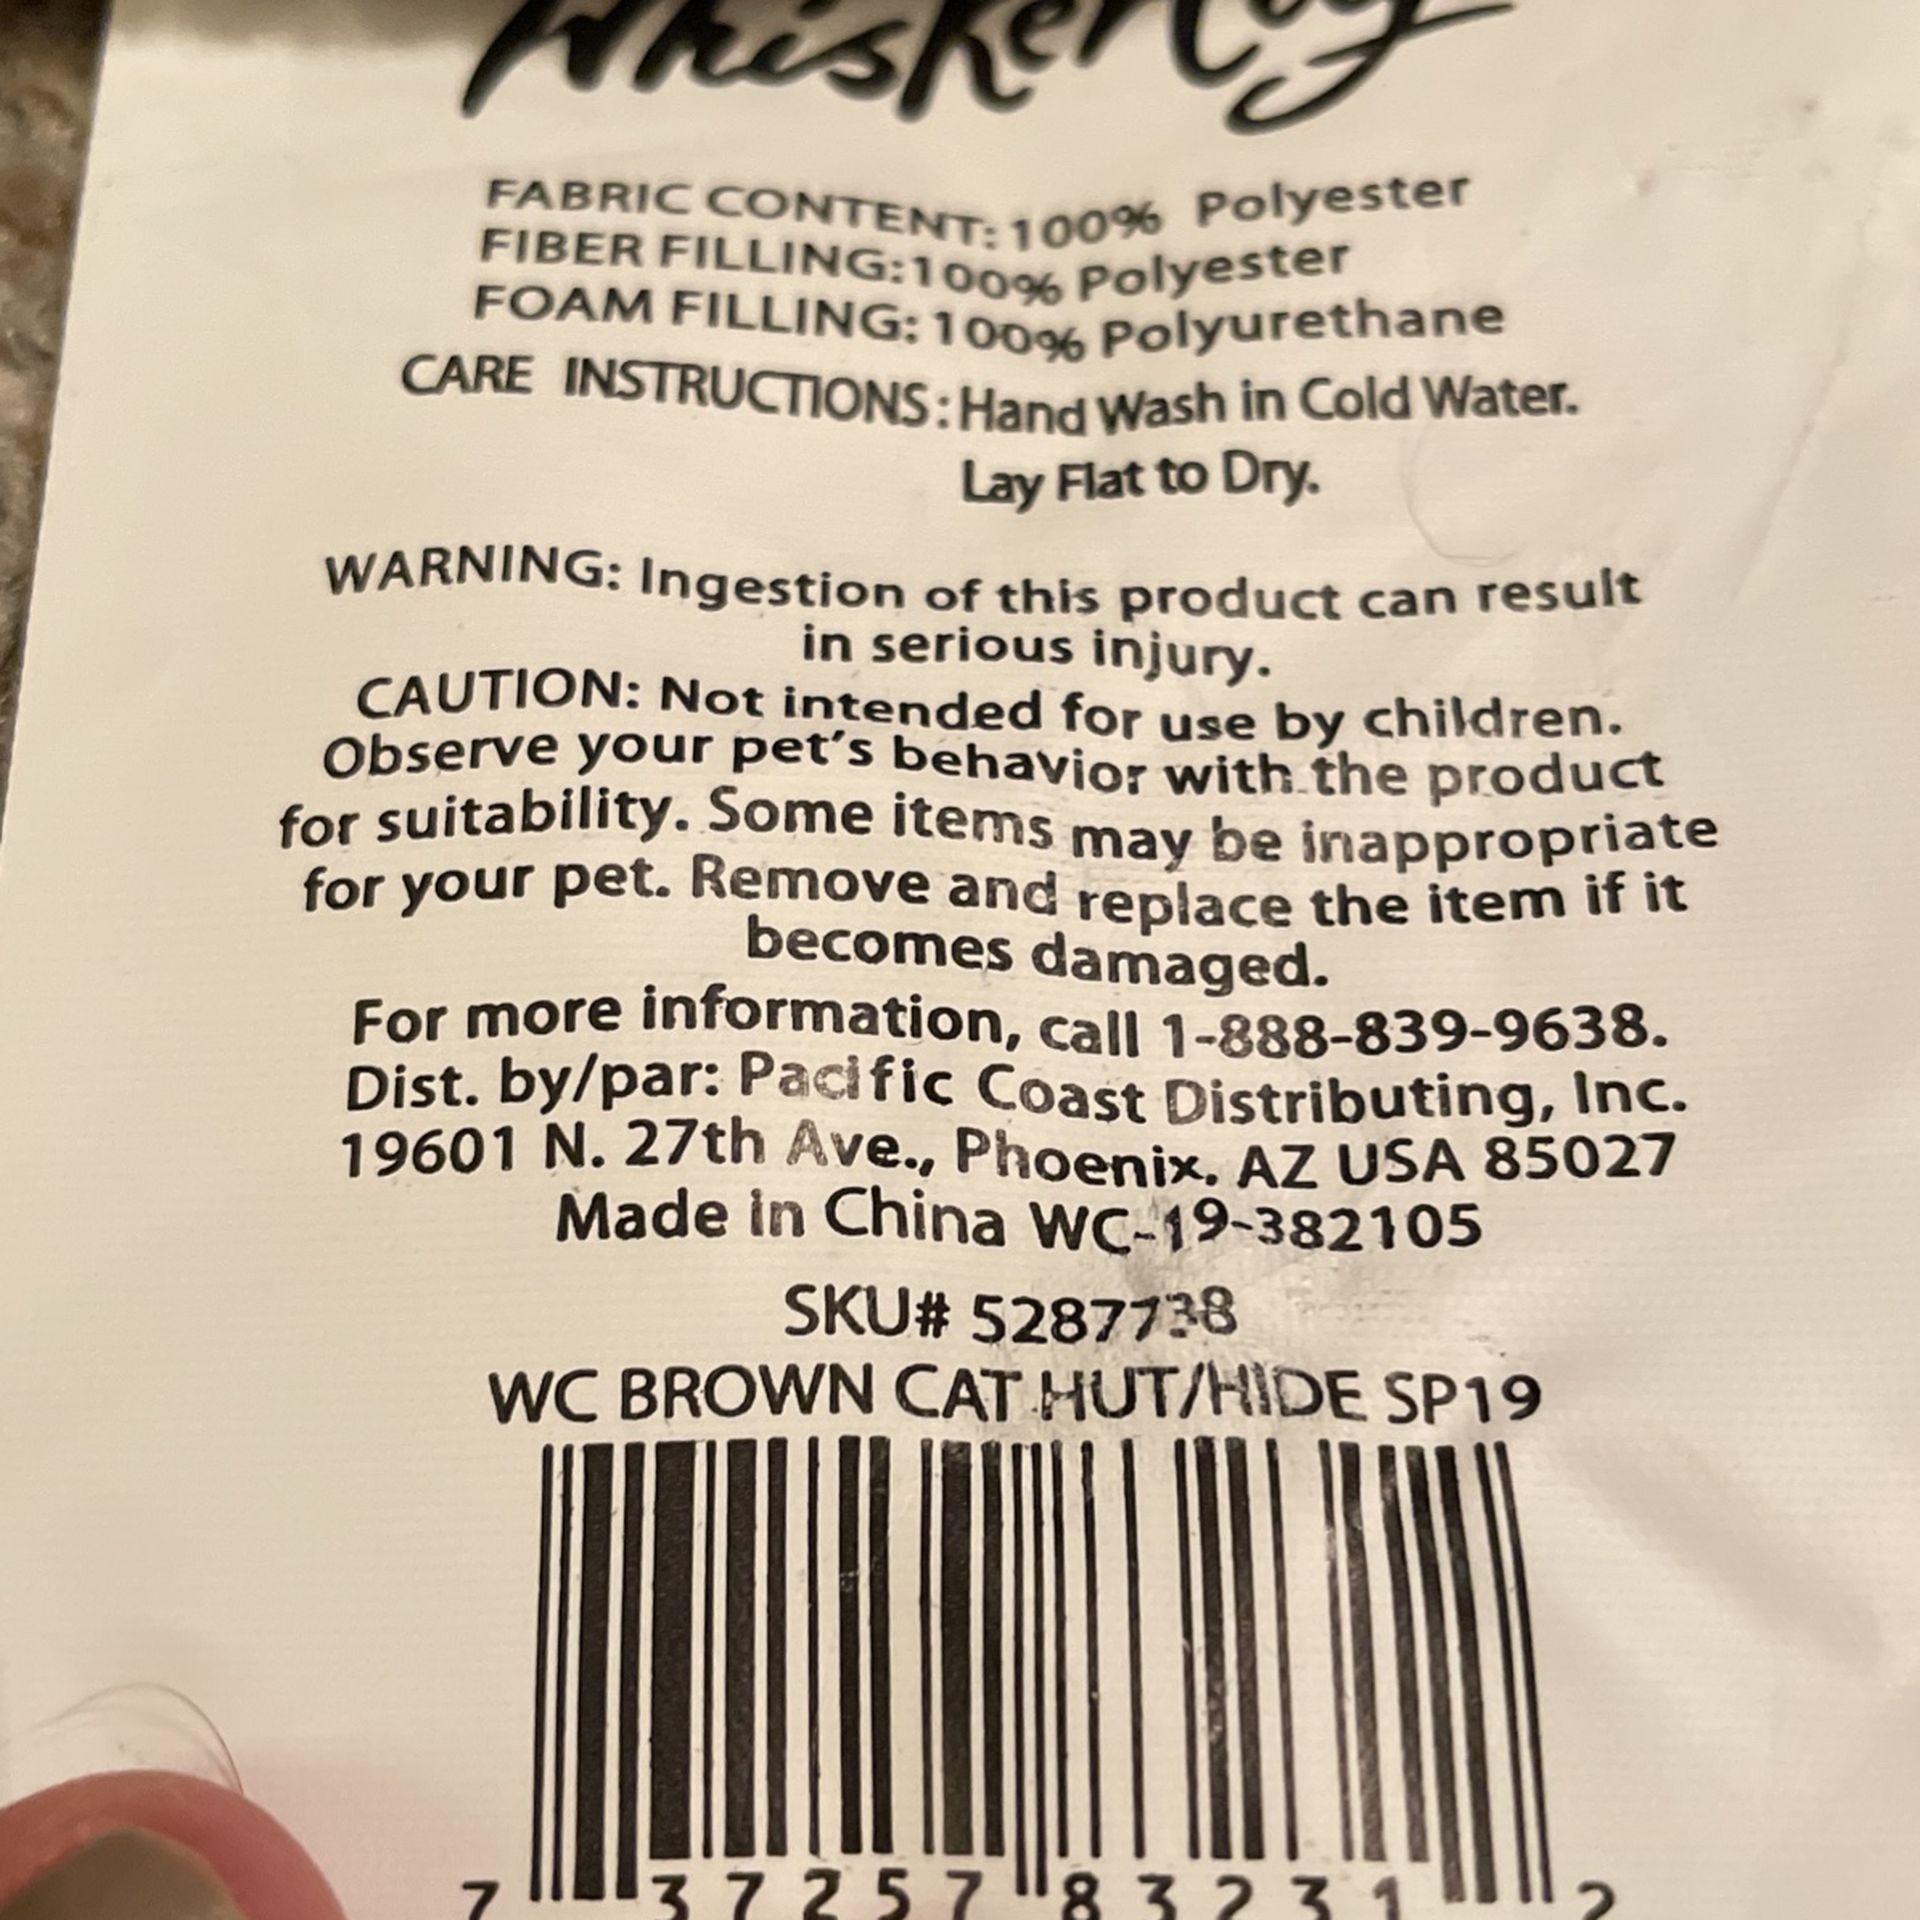 WhiskerCity
FABRIC CONTENT: 100% Polyester
FIBER FILLING:100% Polyester
FOAM FILLING: 100% Polyurethane
CARE INSTRUCTIONS: Hand Wash in Cold Water.
Lay Flat to Dry.
WARNING: Ingestion of this product can result
in serious injury.
CAUTION: Not intended for use by children.
Observe your pet's behavior with the product
for suitability. Some items may be inappropriate
for your pet. Remove and replace the item if it
becomes damaged.
For more information, call 1-888-839-9638.
Dist. by/par: Pacific Coast Distributing, Inc.
19601 N. 27th Ave., Phoenix, AZ USA 85027
Made in China WC-19-382105
SKU# 5287738
WC BROWN CAT HUT/HIDE SP19
7 37257 83231 2